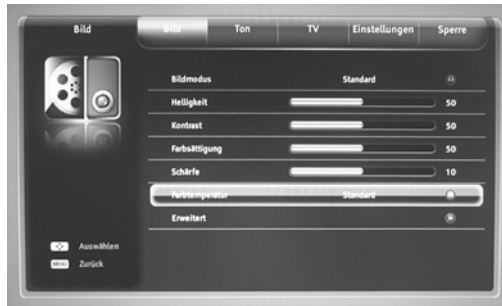 Bild
Bild Ton TV Einstellungen Sperre
Bildmodus Standard
Helligkeit 50
Kontrast 50
Farbsättigung 50
Schärfe 10
Farbtemperatur Standard
Erweitert
Auswählen
MENU Zurück